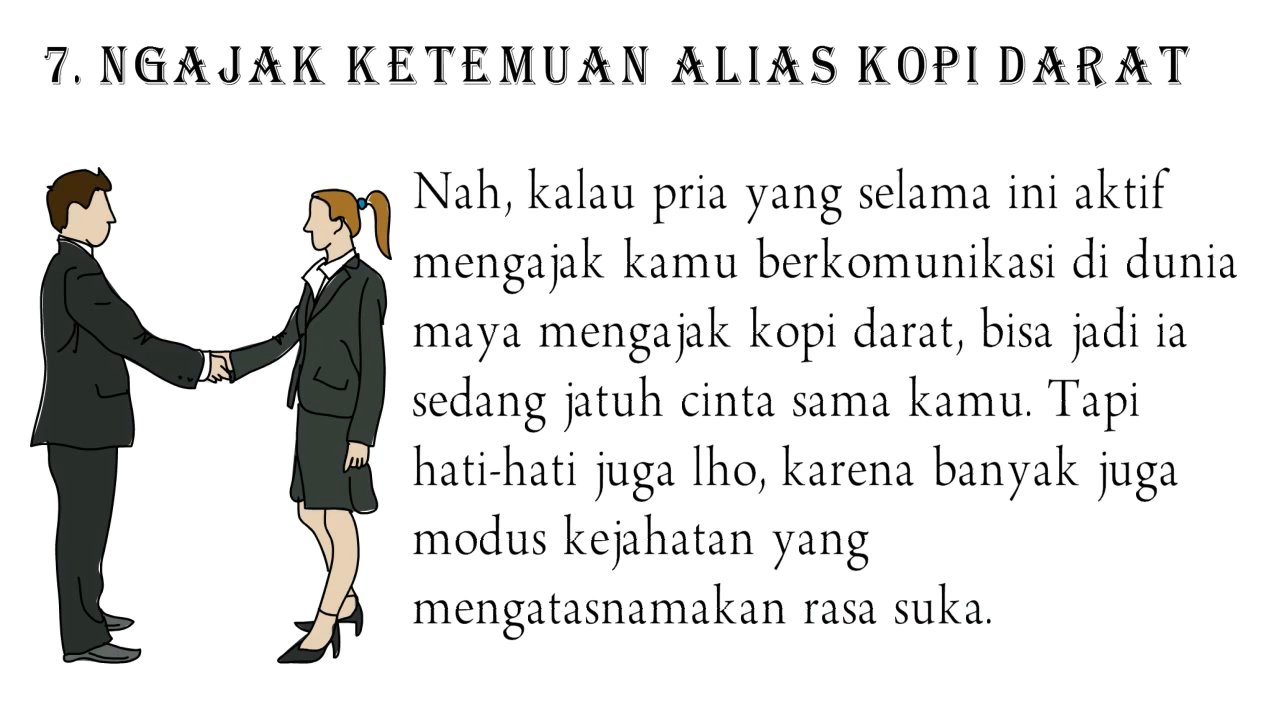 7. NGAJAK KETEMUAN ALIAS KOPI DARAT
Nah, kalau pria yang selama ini aktif
mengajak kamu berkomunikasi di dunia
maya mengajak kopi darat, bisa jadi ia
sedang jatuh cinta sama kamu. Tapi
hati-hati juga lho, karena banyak juga
modus kejahatan yang
mengatasnamakan rasa suka.